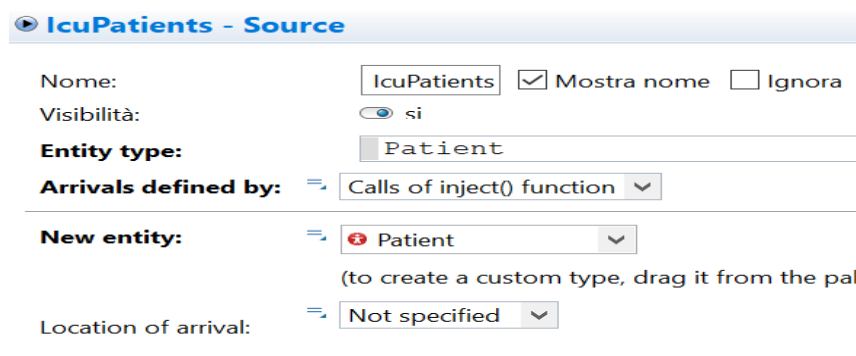 IcuPatients - Source
Nome: IcuPatients Mostra nome Ignora
Visibilità: si
Entity type: Patient
Arrivals defined by: Calls of inject() function
New entity: Patient
(to create a custom type, drag it from the pal
Location of arrival: Not specified